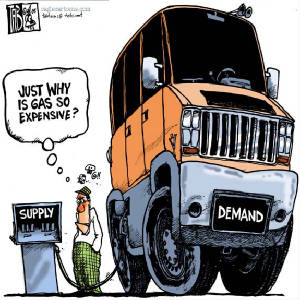 JUST WHY
IS GAS SO
EXPENSIVE?
SUPPLY
DEMAND